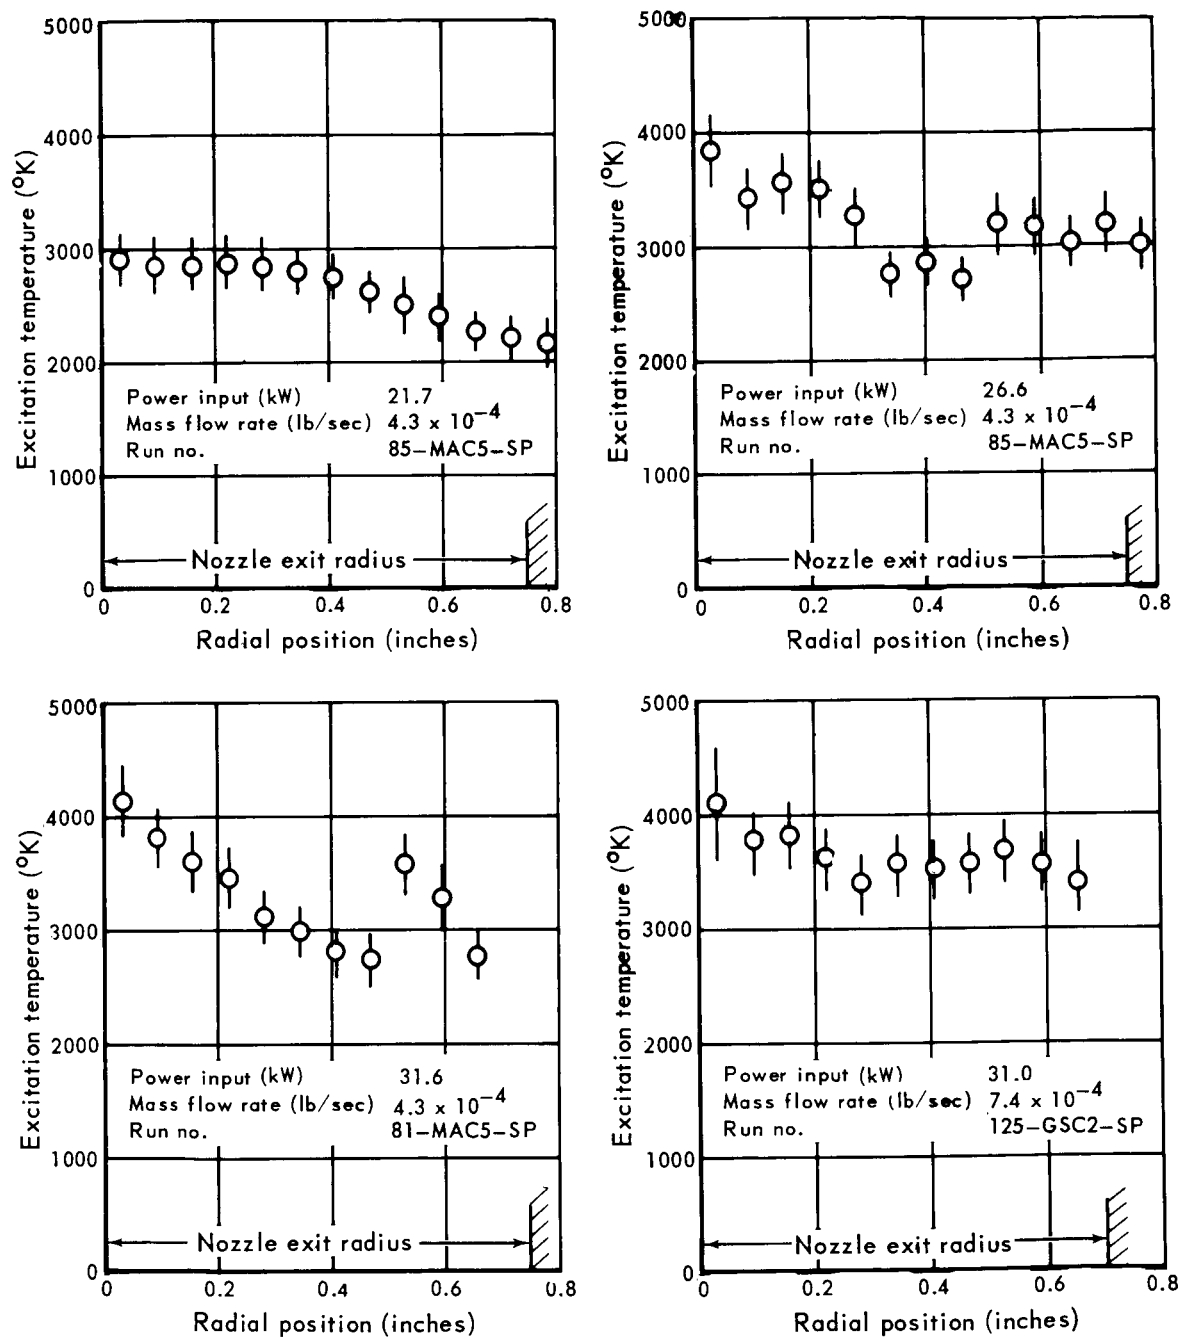 5000
4000
3000
2000
1000
0
Excitation temperature (°K)
Power input (kW) 21.7
Mass flow rate (lb/sec) 4.3 x 10⁻⁴
Run no. 85-MAC5-SP
Nozzle exit radius
0 0.2 0.4 0.6 0.8
Radial position (inches)
5000
4000
3000
2000
1000
0
Excitation temperature (°K)
Power input (kW) 26.6
Mass flow rate (lb/sec) 4.3 x 10⁻⁴
Run no. 85-MAC5-SP
Nozzle exit radius
0 0.2 0.4 0.6 0.8
Radial position (inches)
5000
4000
3000
2000
1000
0
Excitation temperature (°K)
Power input (kW) 31.6
Mass flow rate (lb/sec) 4.3 x 10⁻⁴
Run no. 81-MAC5-SP
Nozzle exit radius
0 0.2 0.4 0.6 0.8
Radial position (inches)
5000
4000
3000
2000
1000
0
Excitation temperature (°K)
Power input (kW) 31.0
Mass flow rate (lb/sec) 7.4 x 10⁻⁴
Run no. 125-GSC2-SP
Nozzle exit radius
0 0.2 0.4 0.6 0.8
Radial position (inches)